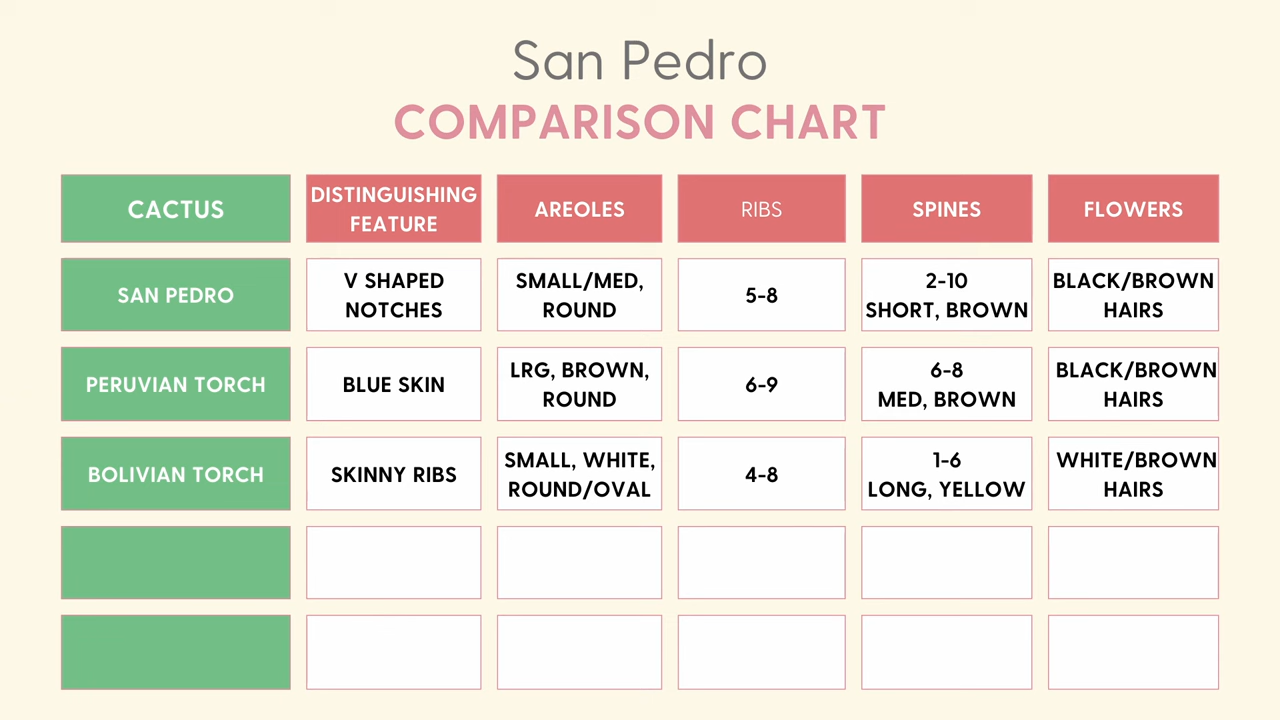 San Pedro
COMPARISON CHART
CACTUS
DISTINGUISHING
FEATURE
AREOLES
RIBS
SPINES
FLOWERS
SAN PEDRO
V SHAPED
NOTCHES
SMALL/MED,
ROUND
5-8
2-10
SHORT, BROWN
BLACK/BROWN
HAIRS
PERUVIAN TORCH
BLUE SKIN
LRG, BROWN,
ROUND
6-9
6-8
MED, BROWN
BLACK/BROWN
HAIRS
BOLIVIAN TORCH
SKINNY RIBS
SMALL, WHITE,
ROUND/OVAL
4-8
1-6
LONG, YELLOW
WHITE/BROWN
HAIRS